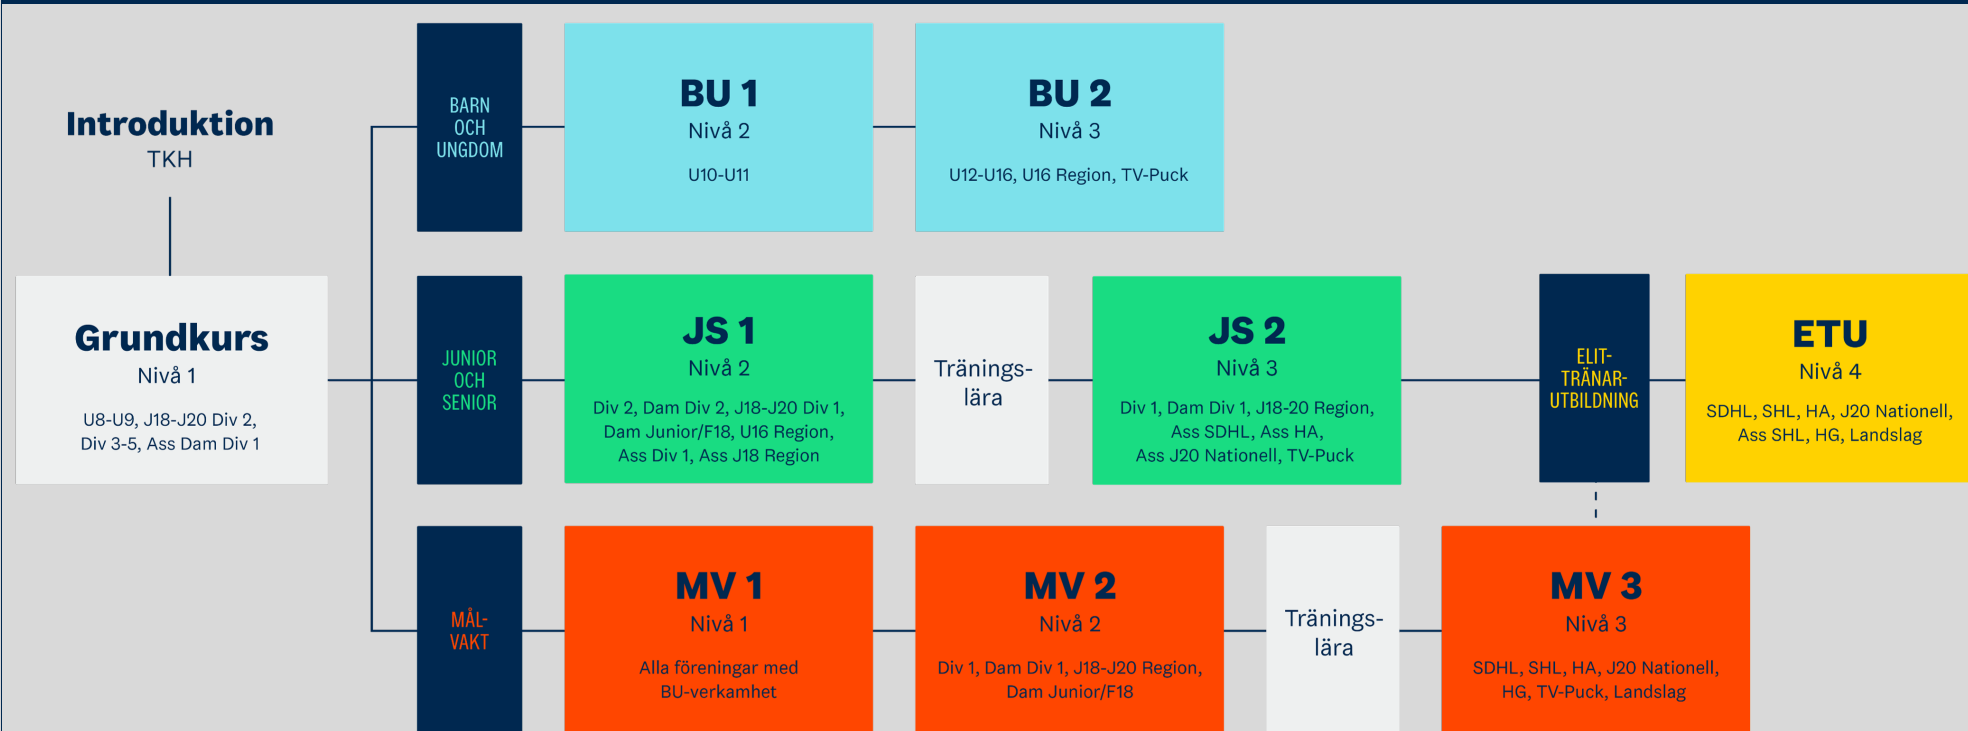 Introduktion
TKH
Grundkurs
Nivå 1
U8-U9, J18-J20 Div 2,
Div 3-5, Ass Dam Div 1
BARN
OCH
UNGDOM
BU 1
Nivå 2
U10-U11
BU 2
Nivå 3
U12-U16, U16 Region, TV-Puck
JUNIOR
OCH
SENIOR
JS 1
Nivå 2
Div 2, Dam Div 2, J18-J20 Div 1,
Dam Junior/F18, U16 Region,
Ass Div 1, Ass J18 Region
Tränings-
lära
JS 2
Nivå 3
Div 1, Dam Div 1, J18-20 Region,
Ass SDHL, Ass HA,
Ass J20 Nationell, TV-Puck
ELIT-
TRÄNAR-
UTBILDNING
ETU
Nivå 4
SDHL, SHL, HA, J20 Nationell,
Ass SHL, HG, Landslag
MÅL-
VAKT
MV 1
Nivå 1
Alla föreningar med
BU-verkamhet
MV 2
Nivå 2
Div 1, Dam Div 1, J18-J20 Region,
Dam Junior/F18
Tränings-
lära
MV 3
Nivå 3
SDHL, SHL, HA, J20 Nationell,
HG, TV-Puck, Landslag